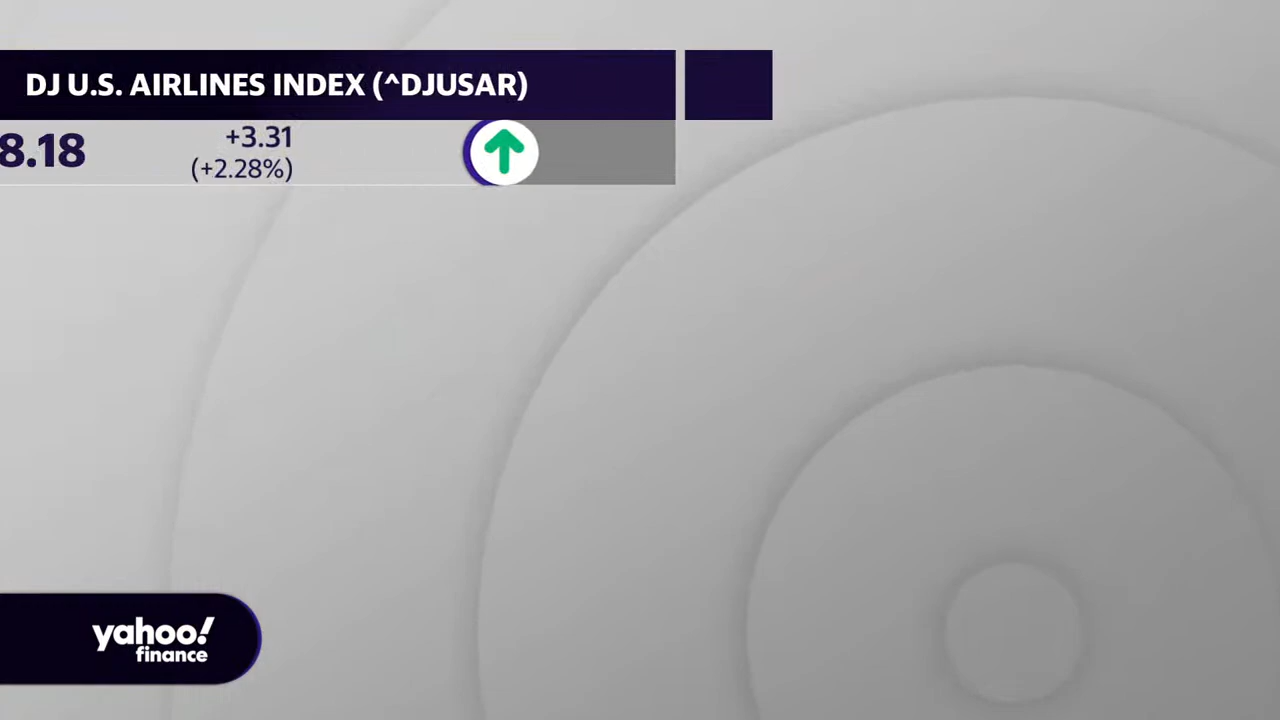 DJ U.S. AIRLINES INDEX (^DJUSAR)
8.18
+3.31
(+2.28%)
yahoo!
finance